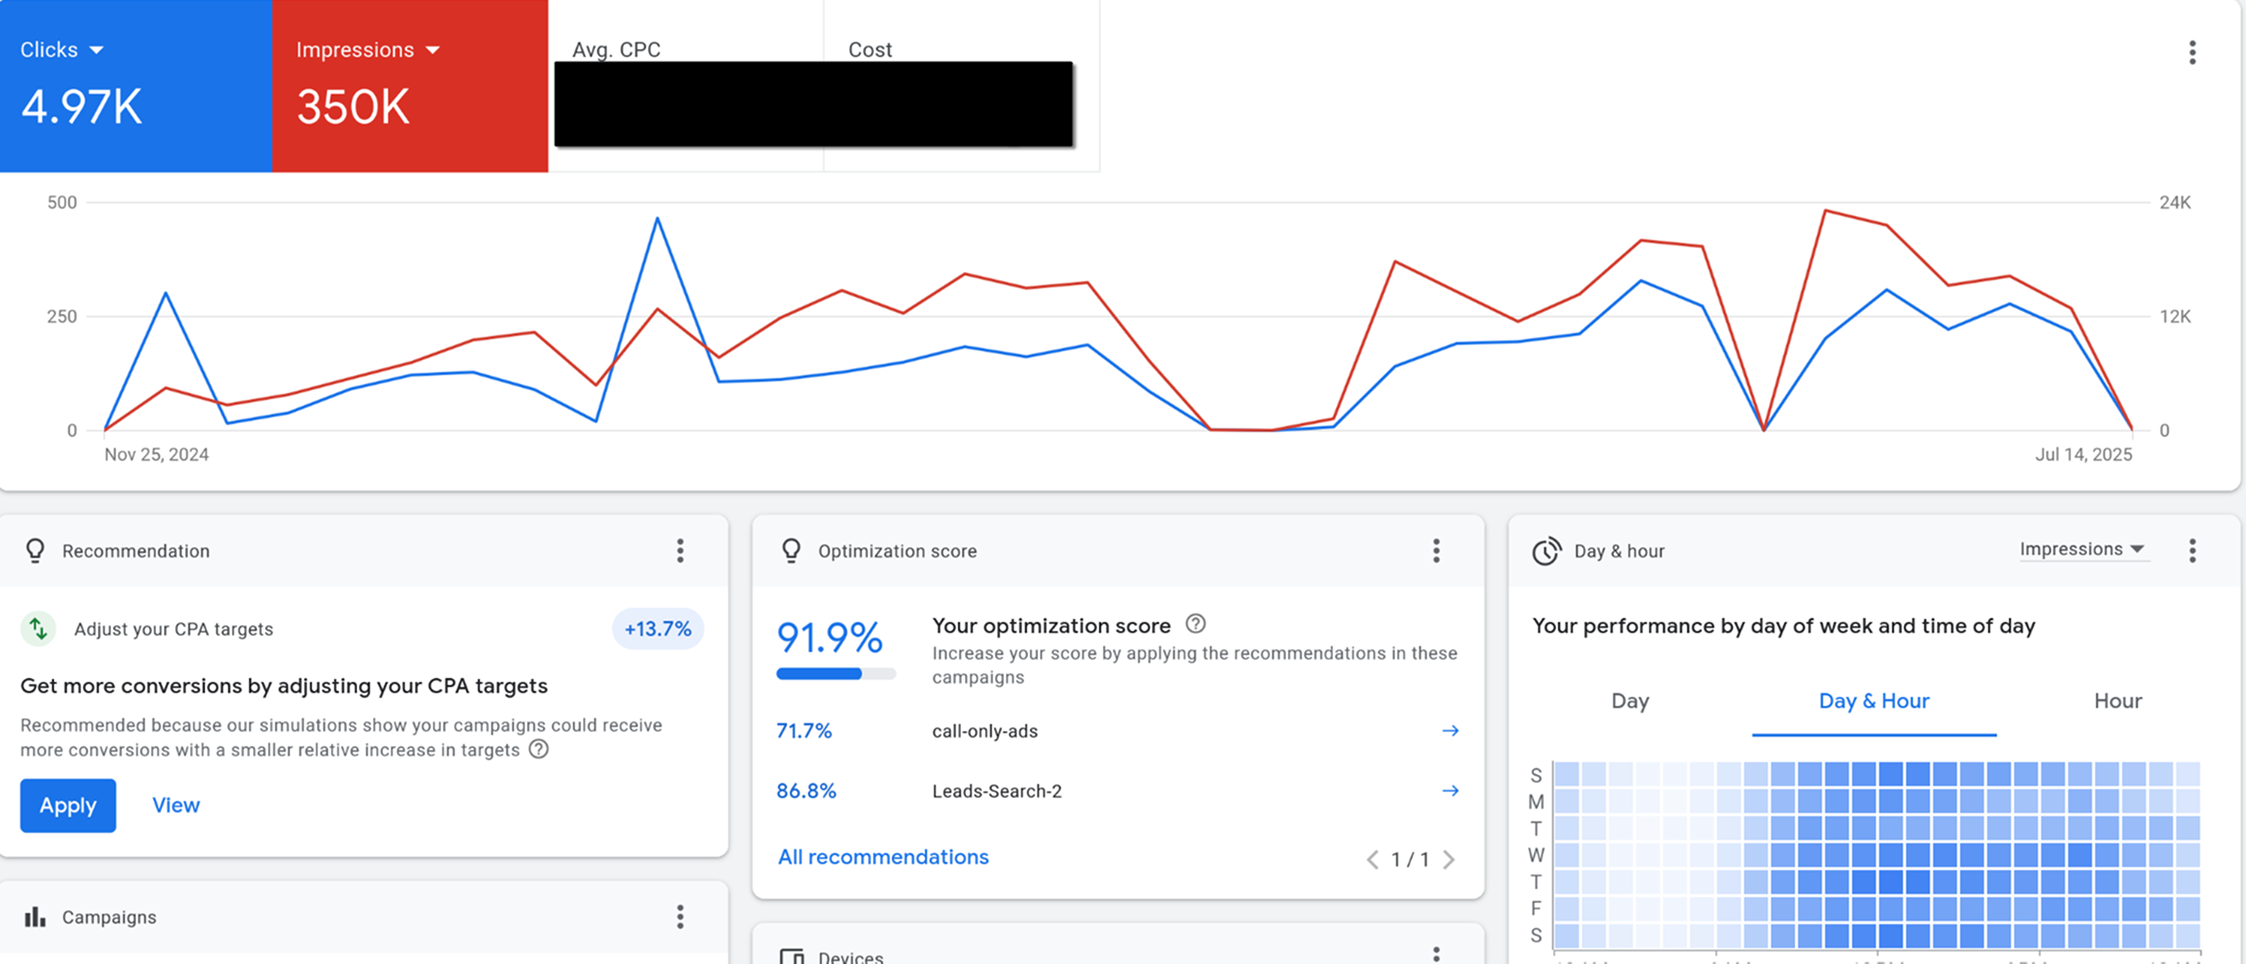 Clicks
4.97K
Impressions
350K
Avg. CPC
Cost
500
24K
250
12K
0
0
Nov 25, 2024
Jul 14, 2025
Recommendation
Adjust your CPA targets
+13.7%
Get more conversions by adjusting your CPA targets
Recommended because our simulations show your campaigns could receive
more conversions with a smaller relative increase in targets
Apply
View
Campaigns
Optimization score
91.9%
Your optimization score
Increase your score by applying the recommendations in these
campaigns
71.7%
call-only-ads
86.8%
Leads-Search-2
All recommendations
1 / 1
Devices
Day & hour
Impressions
Your performance by day of week and time of day
Day
Day & Hour
Hour
S
M
T
W
T
F
S